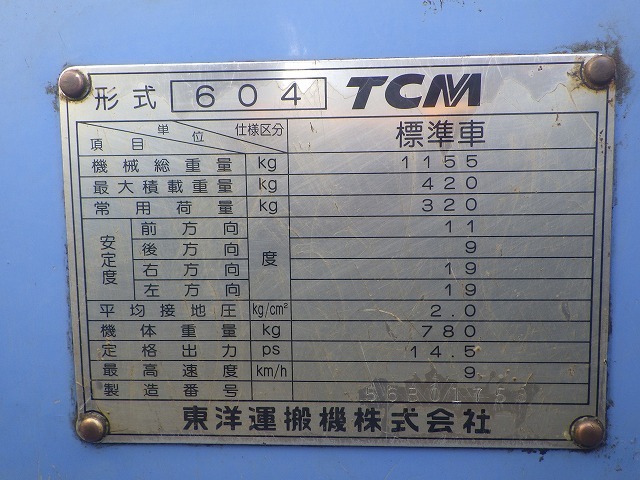 形式 604 TCM
項目 単位 仕様区分 標準車
機械総重量 kg 1155
最大積載重量 kg 420
常用荷量 kg 320
安定度 前方向 度 11
後方向 9
右方向 19
左方向 19
平均接地圧 kg/cm² 2.0
機体重量 kg 780
定格出力 ps 14.5
最高速度 km/h 9
製造番号
東洋運搬機株式会社